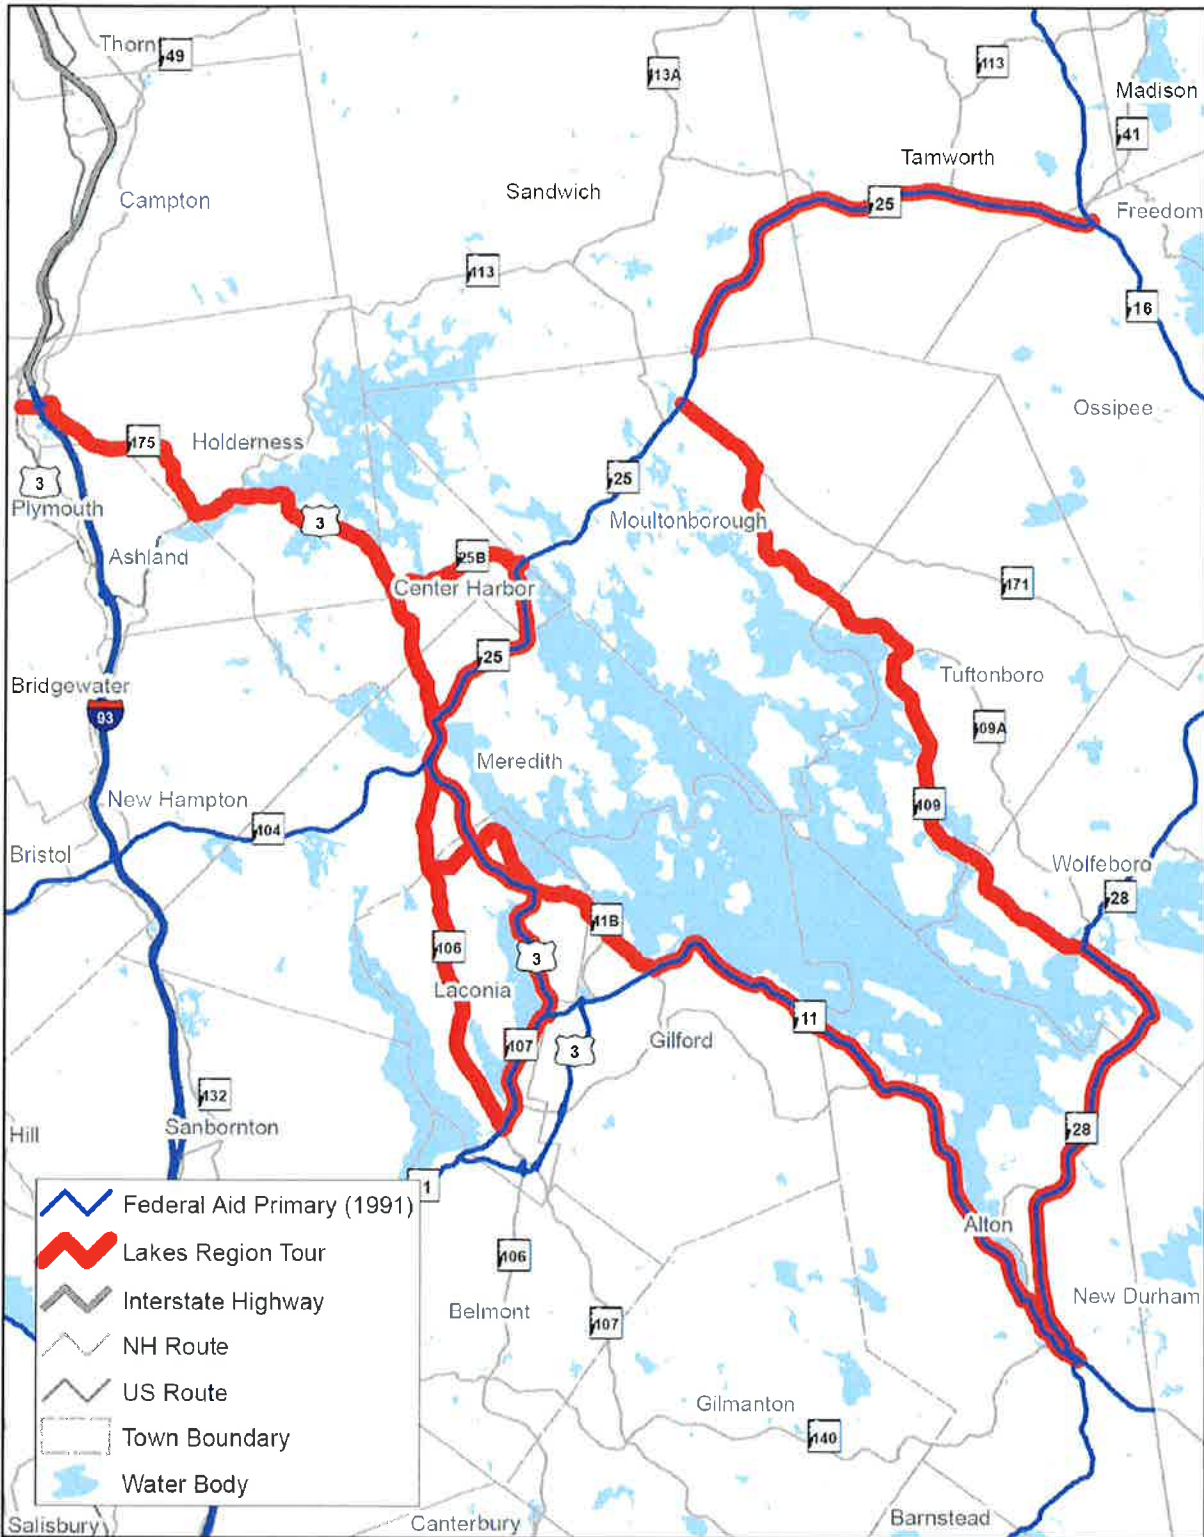 Thorn
49
113A
113
Madison
41
Tamworth
Sandwich
Campton
25
Freedom
113
16
Ossipee
175
Holderness
3
25
Plymouth
3
Moultonborough
Ashland
25B
Center Harbor
171
25
Tuftonboro
Bridgewater
93
109A
Meredith
New Hampton
109
104
Bristol
Wolfeboro
28
41B
106
3
Laconia
11
107
3
Gilford
432
Sanbornton
Hill
28
1
Federal Aid Primary (1991)
Alton
Lakes Region Tour
106
Interstate Highway
New Durham
Belmont
107
NH Route
US Route
Gilmanton
140
Town Boundary
Water Body
Salisbury
Canterbury
Barnstead